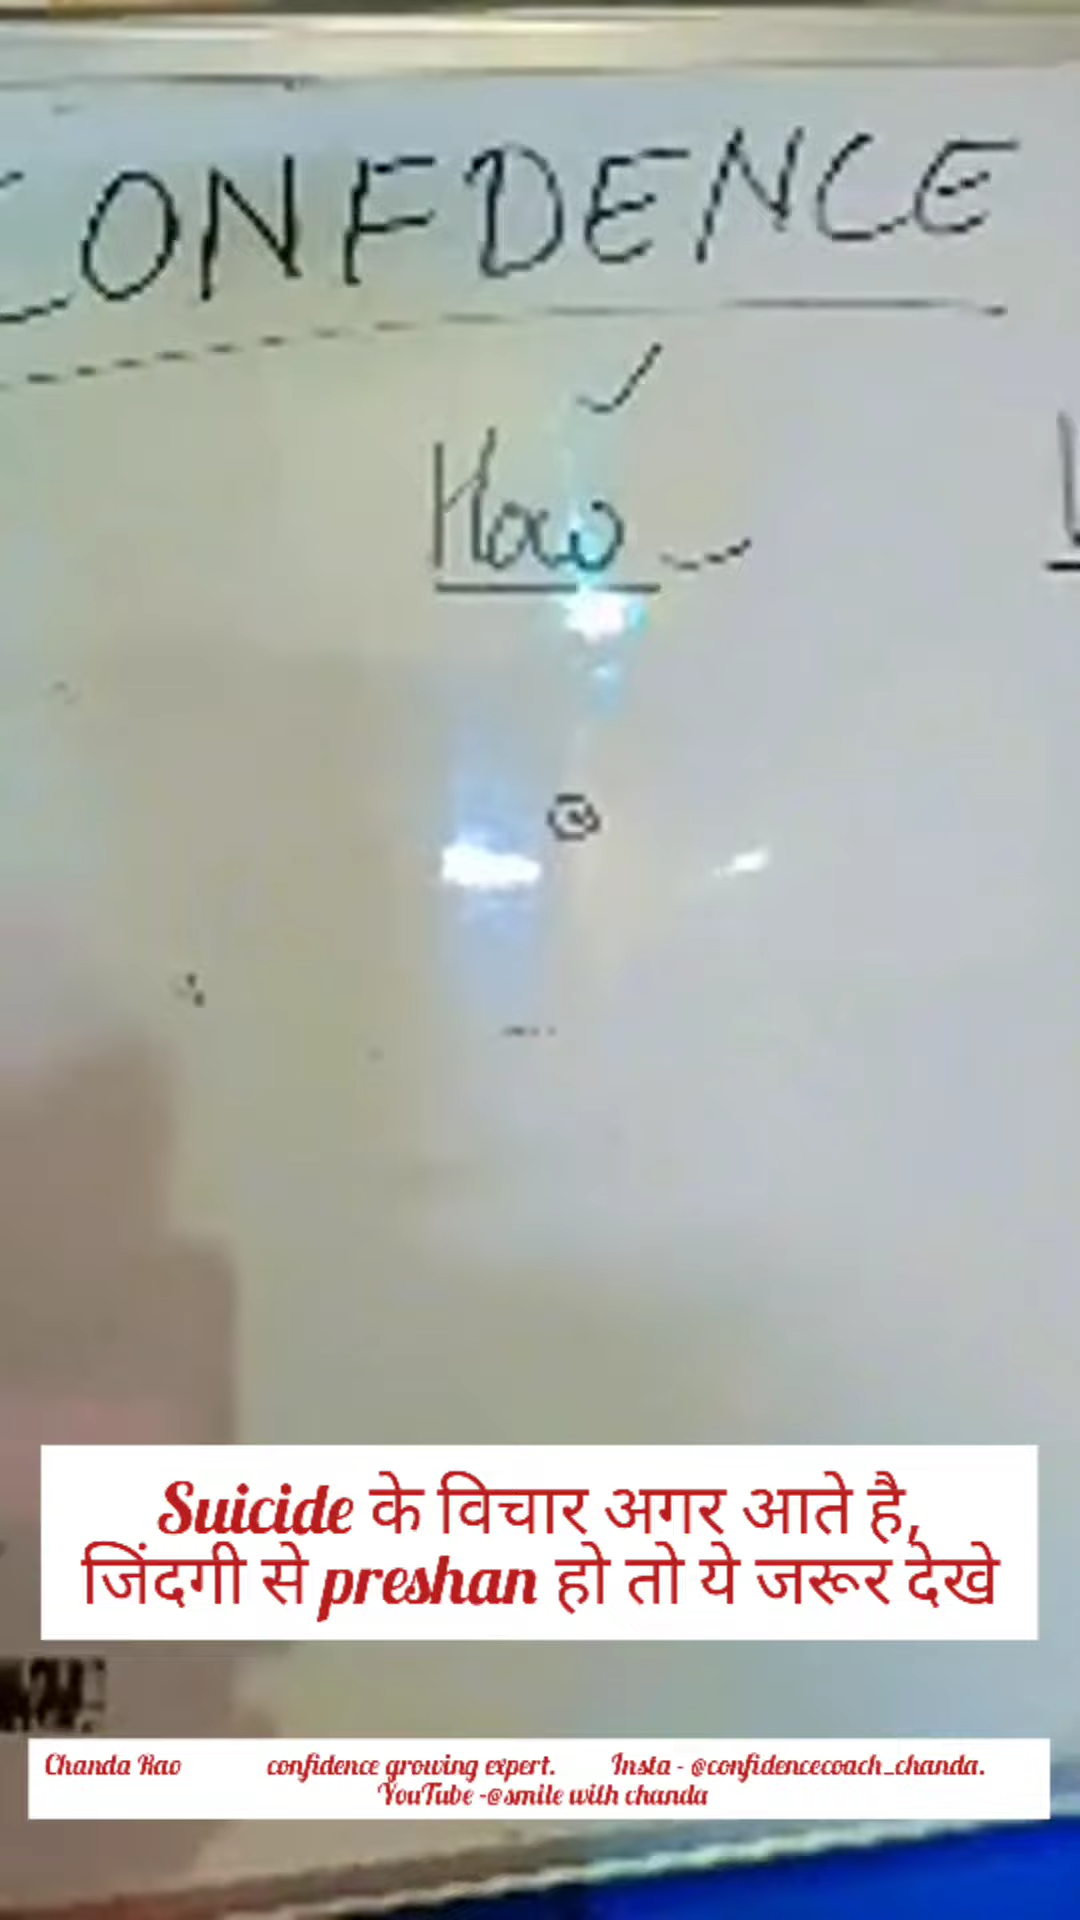 CONFDENCE
How
Suicide के विचार अगर आते है,
जिंदगी से preshan हो तो ये जरूर देखे
Chanda Rao confidence growing expert. Insta - @confidencecoach_chanda.
YouTube -@smile with chanda